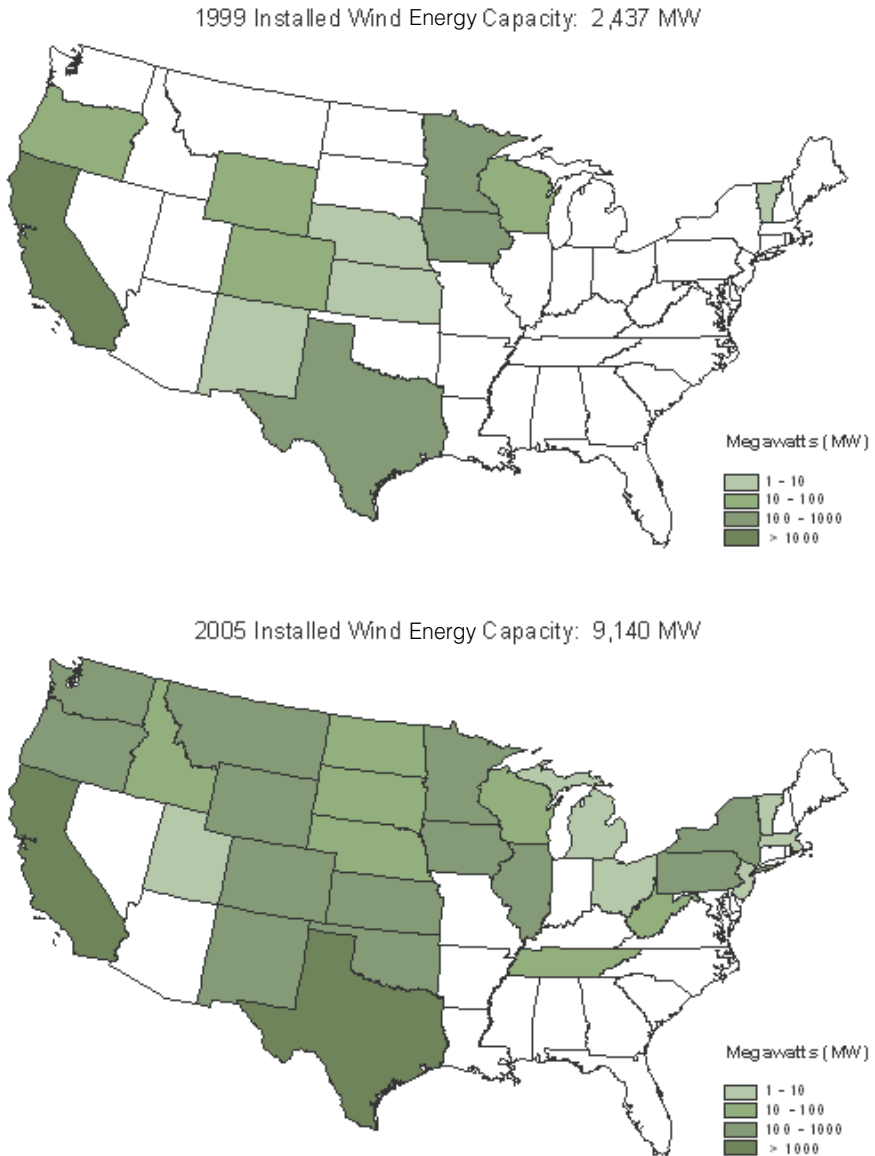 1999 Installed Wind Energy Capacity: 2,437 MW
Megawatts (MW)
1 - 10
10 - 100
100 - 1000
> 1000
2005 Installed Wind Energy Capacity: 9,140 MW
Megawatts (MW)
1 - 10
10 - 100
100 - 1000
> 1000